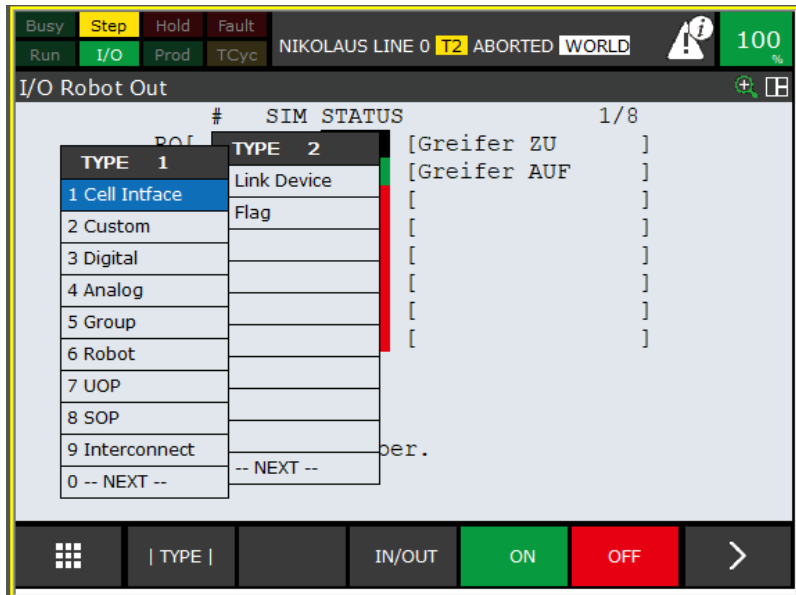 Busy Step Hold Fault
Run I/O Prod TCyc
NIKOLAUS LINE 0 T2 ABORTED WORLD
100
%
I/O Robot Out
# SIM STATUS 1/8
[Greifer ZU ]
[Greifer AUF ]
[ ]
[ ]
[ ]
[ ]
[ ]
[ ]
TYPE 1
1 Cell Intface
2 Custom
3 Digital
4 Analog
5 Group
6 Robot
7 UOP
8 SOP
9 Interconnect
0 -- NEXT --
TYPE 2
Link Device
Flag
-- NEXT --
| TYPE | IN/OUT ON OFF >